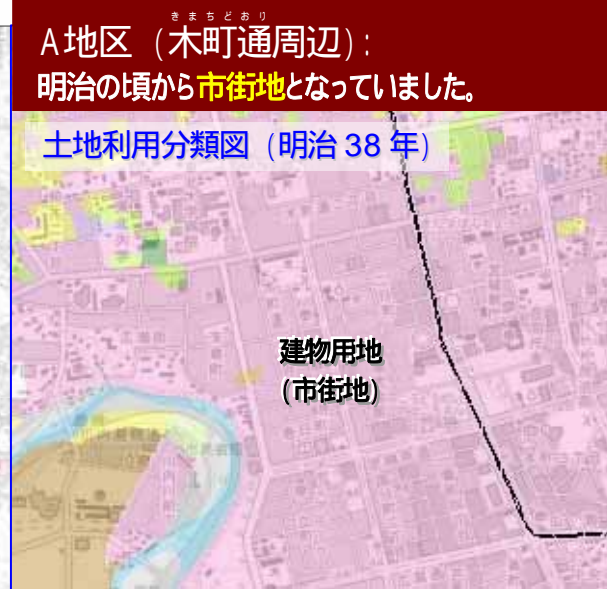 きまちどおり
A地区（木町通周辺）:
明治の頃から市街地となっていました。
土地利用分類図（明治38年）
建物用地
(市街地)